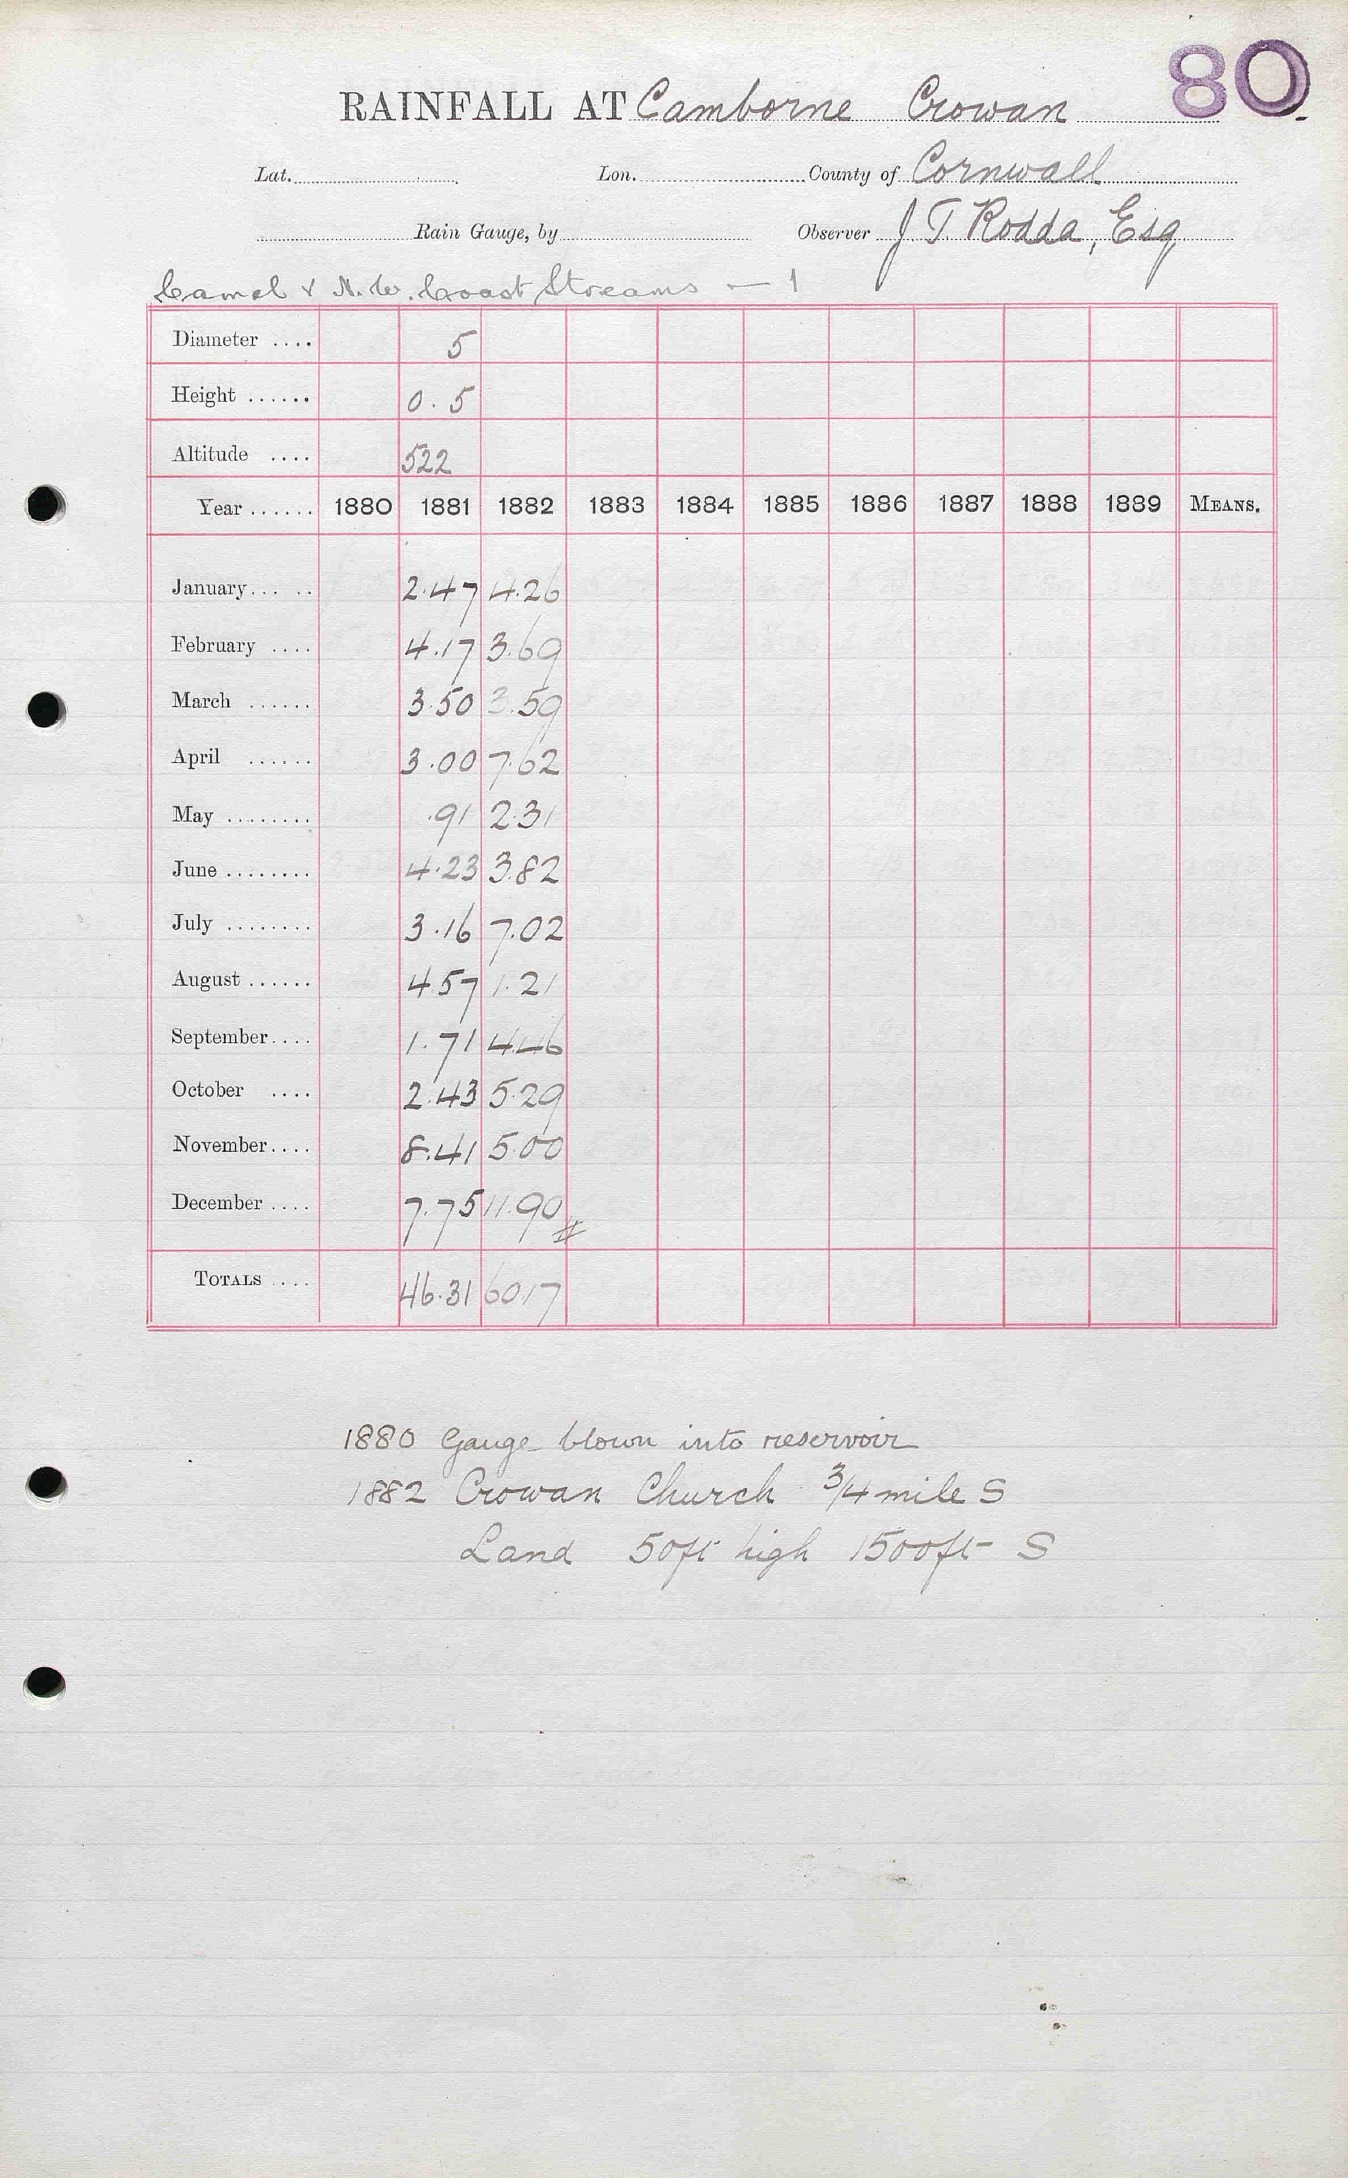 80.
RAINFALL AT Camborne Crowan
Lat. Lon. County of Cornwall
Rain Gauge, by Observer J T Rodda, Esq
Camel & N.W. Coast Streams — 1
Diameter .... 5
Height ...... 0.5
Altitude .... 522
Year ...... 1880 1881 1882 1883 1884 1885 1886 1887 1888 1889 MEANS.
January ... .. 2.47 4.26
February .... 4.17 3.69
March ...... 3.50 3.59
April ...... 3.00 7.62
May ........ .91 2.31
June ........ 4.23 3.82
July ........ 3.16 7.02
August ...... 4.57 1.21
September .... 1.71 4.46
October .... 2.43 5.29
November .... 8.41 5.00
December .... 7.75 11.90 #
TOTALS .... 46.31 60.17
1880 Gauge blown into reservoir
1882 Crowan Church 3/4 mile S
Land 50ft high 1500ft S